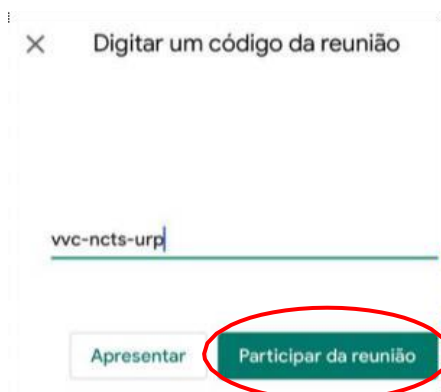 Digitar um código da reunião
vvc-ncts-urp
Apresentar Participar da reunião